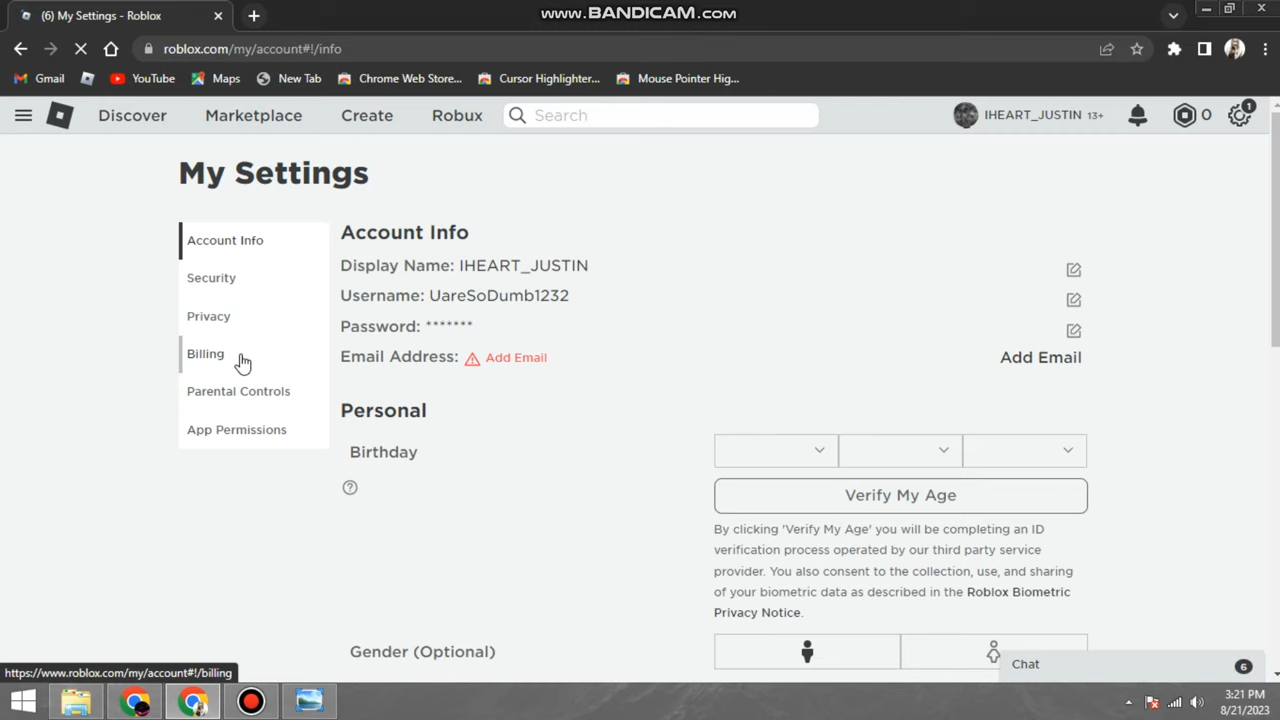 (6) My Settings - Roblox
www.BANDICAM.com
roblox.com/my/account#!/info
Gmail YouTube Maps New Tab Chrome Web Store... Cursor Highlighter... Mouse Pointer Hig...
Discover Marketplace Create Robux Search IHEART_JUSTIN 13+ 0 1
My Settings
Account Info
Security
Privacy
Billing
Parental Controls
App Permissions
Account Info
Display Name: IHEART_JUSTIN
Username: UareSoDumb1232
Password: *******
Email Address: Add Email Add Email
Personal
Birthday
Verify My Age
By clicking 'Verify My Age' you will be completing an ID
verification process operated by our third party service
provider. You also consent to the collection, use, and sharing
of your biometric data as described in the Roblox Biometric
Privacy Notice.
Gender (Optional)
Chat 6
https://www.roblox.com/my/account#!/billing
3:21 PM
8/21/2023